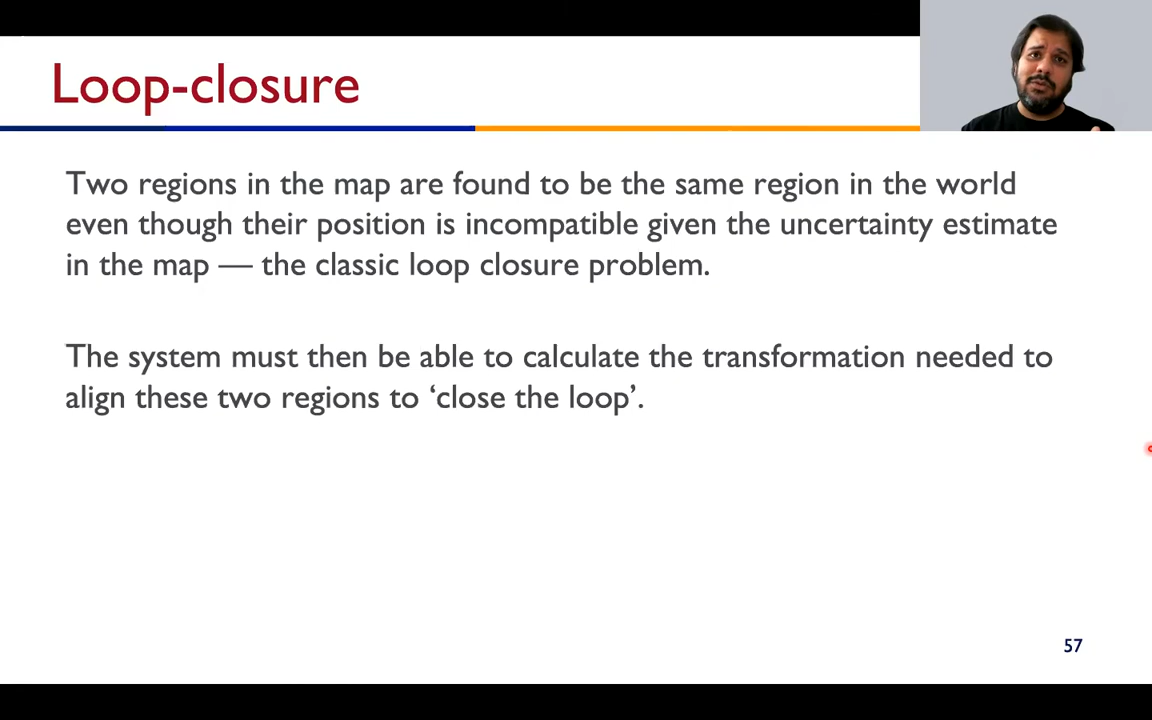 Loop-closure
Two regions in the map are found to be the same region in the world
even though their position is incompatible given the uncertainty estimate
in the map — the classic loop closure problem.
The system must then be able to calculate the transformation needed to
align these two regions to ‘close the loop’.
57